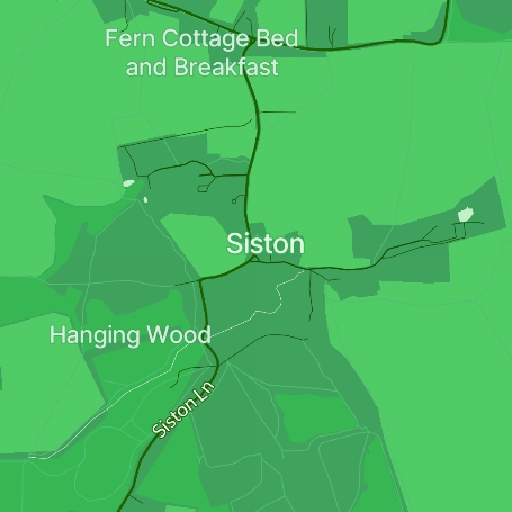 Fern Cottage Bed
and Breakfast
Siston
Hanging Wood
Siston Ln